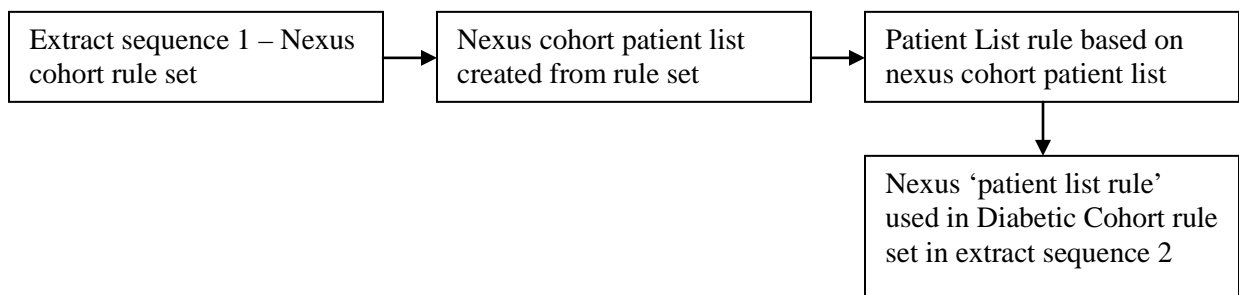 Extract sequence 1 – Nexus
cohort rule set
Nexus cohort patient list
created from rule set
Patient List rule based on
nexus cohort patient list
Nexus ‘patient list rule’
used in Diabetic Cohort rule
set in extract sequence 2